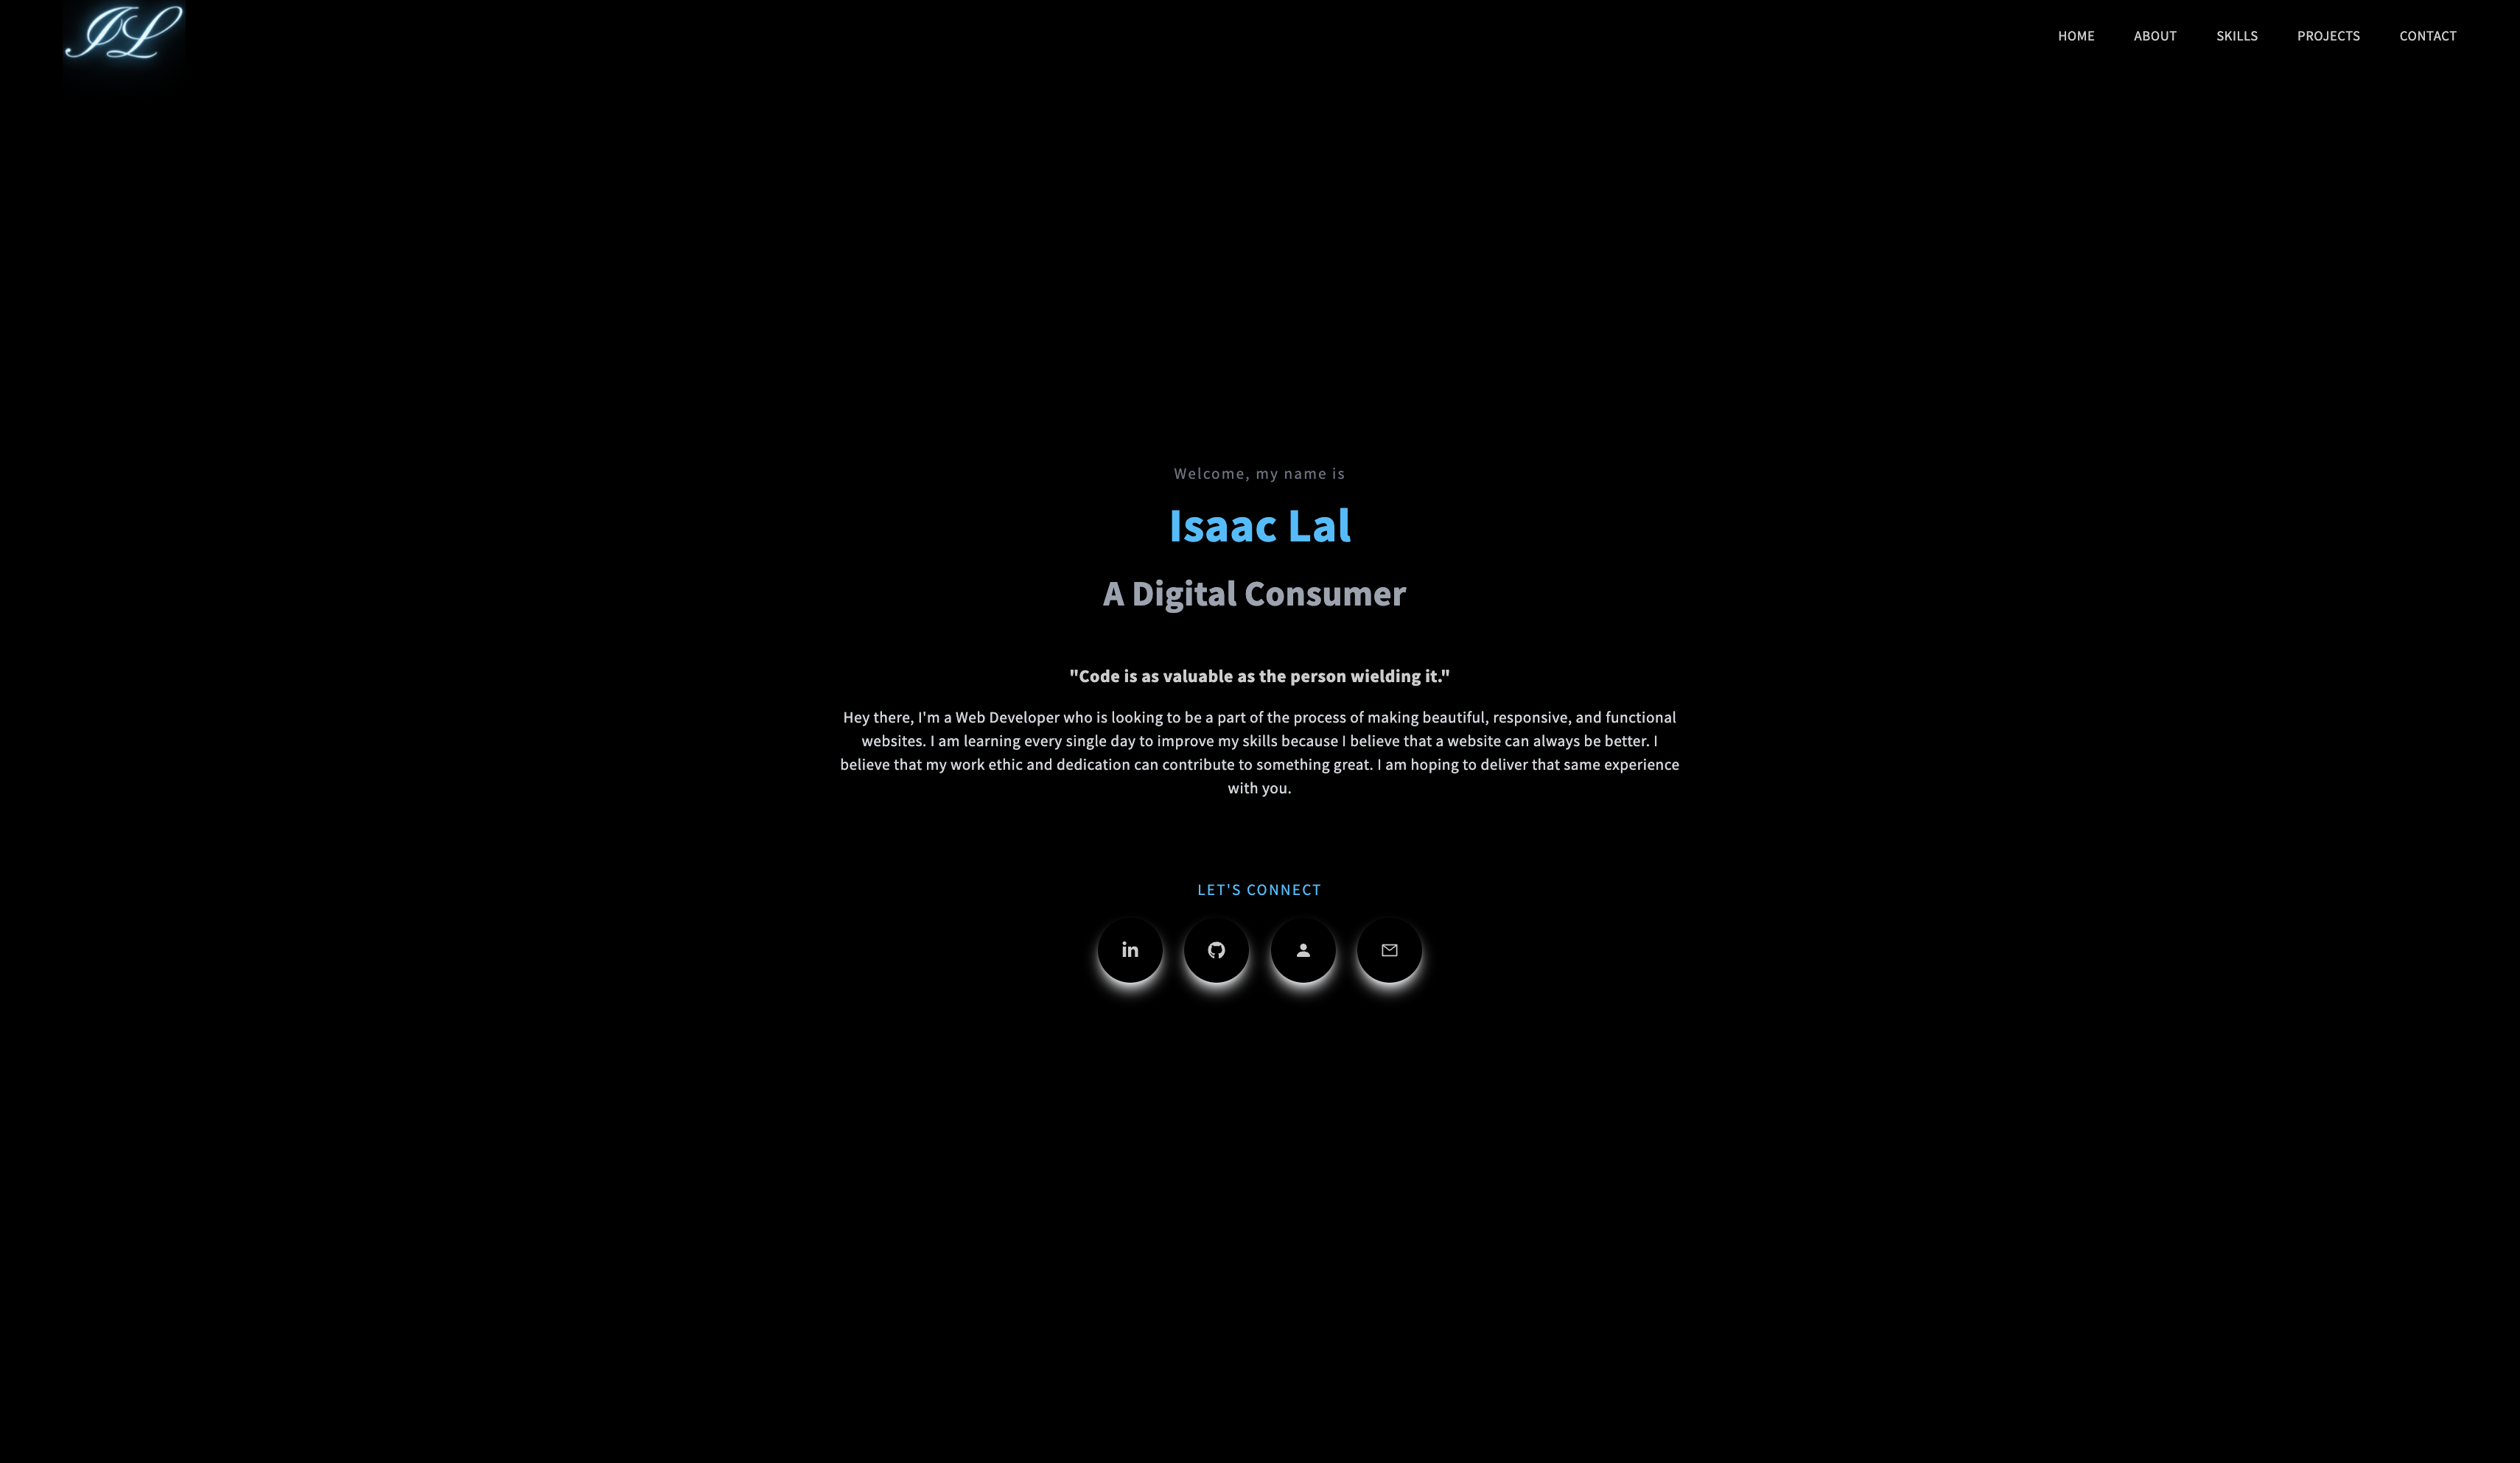 IL
HOME ABOUT SKILLS PROJECTS CONTACT
Welcome, my name is
Isaac Lal
A Digital Consumer
"Code is as valuable as the person wielding it."
Hey there, I'm a Web Developer who is looking to be a part of the process of making beautiful, responsive, and functional
websites. I am learning every single day to improve my skills because I believe that a website can always be better. I
believe that my work ethic and dedication can contribute to something great. I am hoping to deliver that same experience
with you.
LET'S CONNECT
in